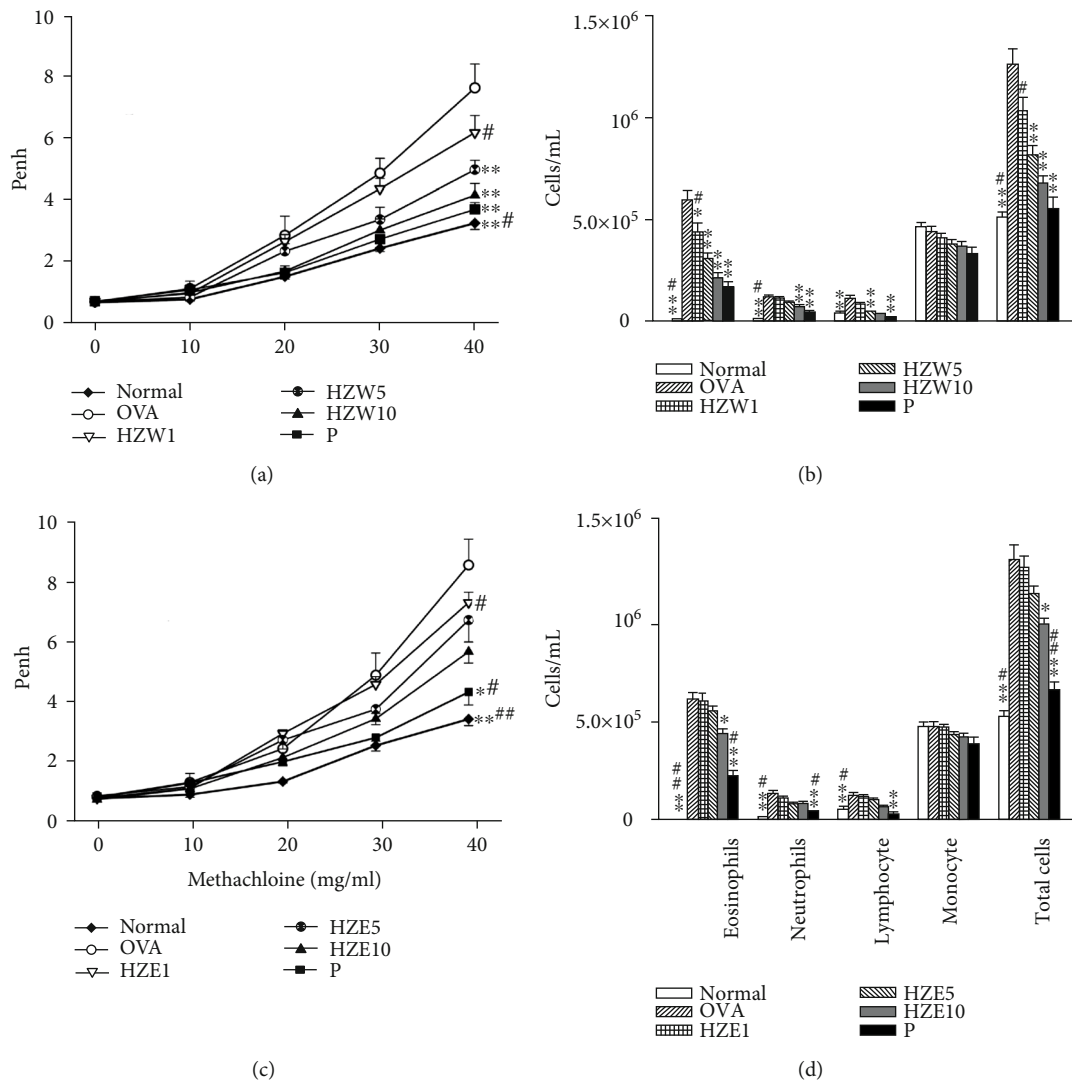 10
8
6
4
2
0
Penh
0 10 20 30 40
#
**
**
**
** #
Normal
OVA
HZW1
HZW5
HZW10
P
(a)
1.5×10⁶
10⁶
5.0×10⁵
0
Cells/mL
# **
# *
**
**
**
# **
**
**
**
**
**
# **
#
**
**
**
Normal
OVA
HZW1
HZW5
HZW10
P
(b)
10
8
6
4
2
0
Penh
0 10 20 30 40
Methachloine (mg/ml)
#
* #
** ##
Normal
OVA
HZE1
HZE5
HZE10
P
(c)
1.5×10⁶
10⁶
5.0×10⁵
0
Cells/mL
## **
*
# **
# **
# **
# **
**
# **
*
## **
Eosinophils
Neutrophils
Lymphocyte
Monocyte
Total cells
Normal
OVA
HZE1
HZE5
HZE10
P
(d)